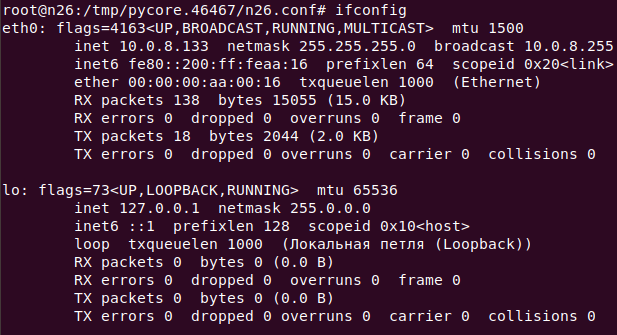 root@n26:/tmp/pycore.46467/n26.conf# ifconfig
eth0: flags=4163<UP,BROADCAST,RUNNING,MULTICAST>  mtu 1500
        inet 10.0.8.133  netmask 255.255.255.0  broadcast 10.0.8.255
        inet6 fe80::200:ff:feaa:16  prefixlen 64  scopeid 0x20<link>
        ether 00:00:00:aa:00:16  txqueuelen 1000  (Ethernet)
        RX packets 138  bytes 15055 (15.0 KB)
        RX errors 0  dropped 0  overruns 0  frame 0
        TX packets 18  bytes 2044 (2.0 KB)
        TX errors 0  dropped 0 overruns 0  carrier 0  collisions 0

lo: flags=73<UP,LOOPBACK,RUNNING>  mtu 65536
        inet 127.0.0.1  netmask 255.0.0.0
        inet6 ::1  prefixlen 128  scopeid 0x10<host>
        loop  txqueuelen 1000  (Локальная петля (Loopback))
        RX packets 0  bytes 0 (0.0 B)
        RX errors 0  dropped 0  overruns 0  frame 0
        TX packets 0  bytes 0 (0.0 B)
        TX errors 0  dropped 0 overruns 0  carrier 0  collisions 0